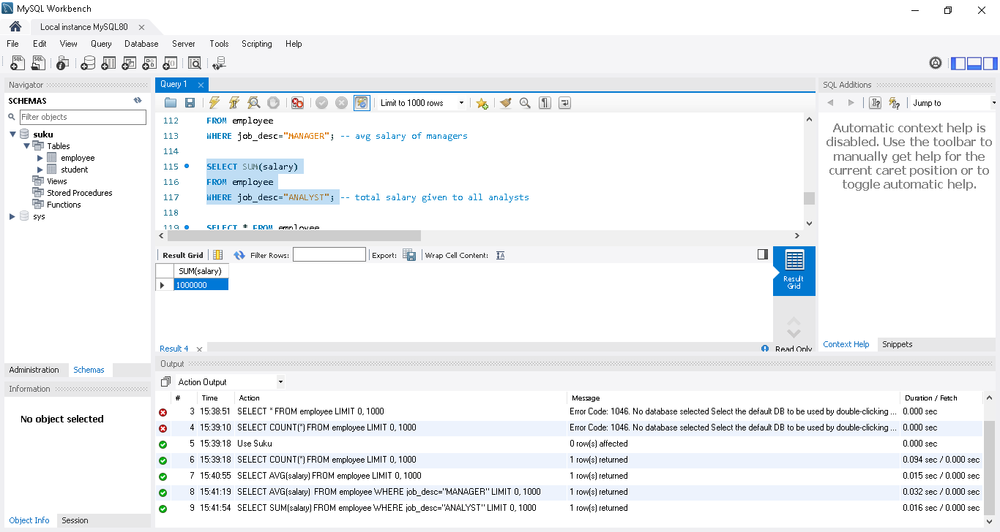 MySQL Workbench
Local instance MySQL80
File Edit View Query Database Server Tools Scripting Help
Navigator
SCHEMAS
Filter objects
suku
Tables
employee
student
Views
Stored Procedures
Functions
sys
Administration Schemas
Information
No object selected
Object Info Session
Query 1
Limit to 1000 rows
112 FROM employee
113 WHERE job_desc="MANAGER"; -- avg salary of managers
114
115 SELECT SUM(salary)
116 FROM employee
117 WHERE job_desc="ANALYST"; -- total salary given to all analysts
118
119 SELECT * FROM employee
Result Grid Filter Rows: Export: Wrap Cell Content:
SUM(salary)
1000000
Result
Grid
Result 4
Read Only
SQL Additions
Jump to
Automatic context help is
disabled. Use the toolbar to
manually get help for the
current caret position or to
toggle automatic help.
Context Help Snippets
Output
Action Output
# Time Action Message Duration / Fetch
3 15:38:51 SELECT * FROM employee LIMIT 0, 1000 Error Code: 1046. No database selected Select the default DB to be used by double-clicking ... 0.000 sec
4 15:39:10 SELECT COUNT(*) FROM employee LIMIT 0, 1000 Error Code: 1046. No database selected Select the default DB to be used by double-clicking ... 0.000 sec
5 15:39:18 Use Suku 0 row(s) affected 0.000 sec
6 15:39:18 SELECT COUNT(*) FROM employee LIMIT 0, 1000 1 row(s) returned 0.094 sec / 0.000 sec
7 15:40:55 SELECT AVG(salary) FROM employee LIMIT 0, 1000 1 row(s) returned 0.015 sec / 0.000 sec
8 15:41:19 SELECT AVG(salary) FROM employee WHERE job_desc="MANAGER" LIMIT 0, 1000 1 row(s) returned 0.032 sec / 0.000 sec
9 15:41:54 SELECT SUM(salary) FROM employee WHERE job_desc="ANALYST" LIMIT 0, 1000 1 row(s) returned 0.016 sec / 0.000 sec